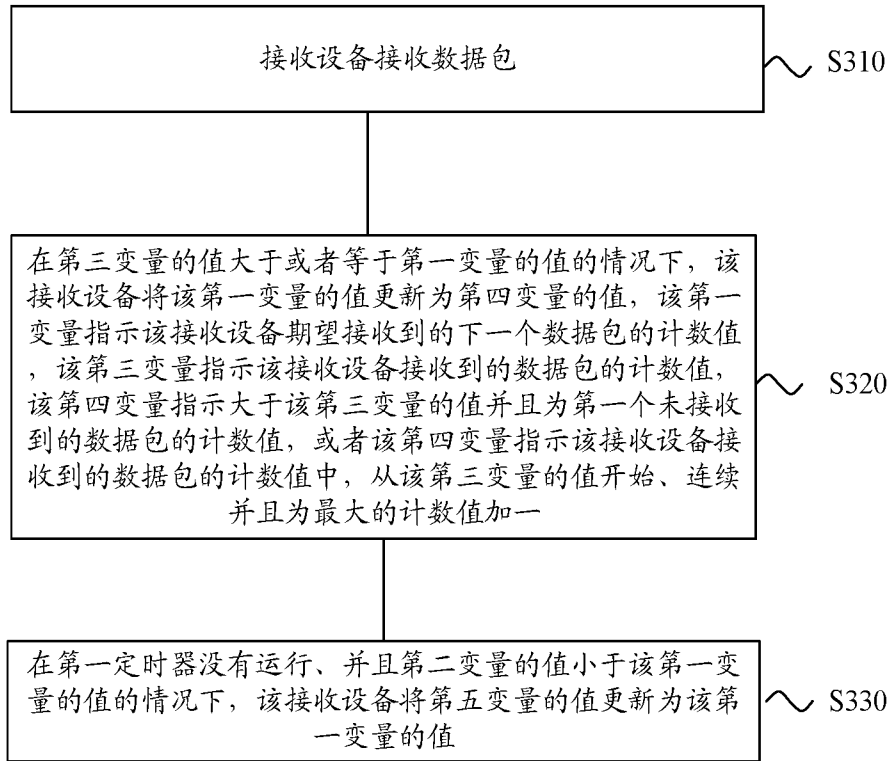 接收设备接收数据包
S310
在第三变量的值大于或者等于第一变量的值的情况下，该
接收设备将该第一变量的值更新为第四变量的值，该第一
变量指示该接收设备期望接收到的下一个数据包的计数值
，该第三变量指示该接收设备接收到的数据包的计数值，
该第四变量指示大于该第三变量的值并且为第一个未接收
到的数据包的计数值，或者该第四变量指示该接收设备接
收到的数据包的计数值中，从该第三变量的值开始、连续
并且为最大的计数值加一
S320
在第一定时器没有运行、并且第二变量的值小于该第一变
量的值的情况下，该接收设备将第五变量的值更新为该第
一变量的值
S330